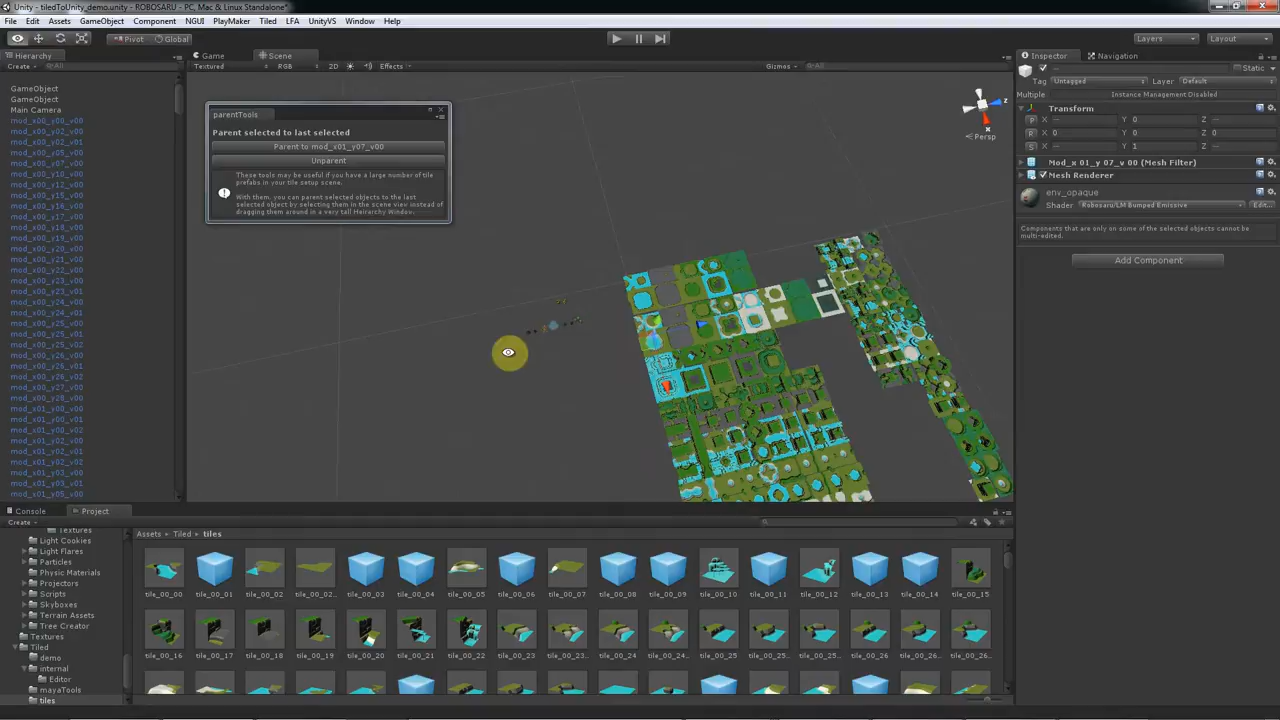 Unity - tiledToUnity_demo.unity - ROBOSARU - PC, Mac & Linux Standalone*
File Edit Assets GameObject Component NGUI PlayMaker Tiled LFA UnityVS Window Help
Pivot Global
Layers Layout
Hierarchy
Create All
GameObject
GameObject
Main Camera
mod_x00_y00_v00
mod_x00_y02_v00
mod_x00_y02_v01
mod_x00_y05_v00
mod_x00_y07_v00
mod_x00_y10_v00
mod_x00_y12_v00
mod_x00_y15_v00
mod_x00_y16_v00
mod_x00_y17_v00
mod_x00_y18_v00
mod_x00_y19_v00
mod_x00_y20_v00
mod_x00_y21_v00
mod_x00_y22_v00
mod_x00_y23_v00
mod_x00_y23_v01
mod_x00_y24_v00
mod_x00_y24_v01
mod_x00_y25_v00
mod_x00_y25_v01
mod_x00_y25_v02
mod_x00_y26_v00
mod_x00_y26_v01
mod_x00_y26_v02
mod_x00_y27_v00
mod_x00_y28_v00
mod_x01_y00_v00
mod_x01_y00_v01
mod_x01_y00_v02
mod_x01_y02_v00
mod_x01_y02_v01
mod_x01_y02_v02
mod_x01_y03_v00
mod_x01_y03_v01
mod_x01_y05_v00
Game Scene
Textured RGB 2D Effects Gizmos All
parentTools
Parent selected to last selected
Parent to mod_x01_y07_v00
Unparent
These tools may be useful if you have a large number of tile
prefabs in your tile setup scene.
With them, you can parent selected objects to the last
selected object by selecting them in the scene view instead of
dragging them around in a very tall Heirarchy Window.
z
x
Persp
Inspector Navigation
— Static
Tag Untagged Layer Default
Multiple Instance Management Disabled
Transform
P X — Y 0 Z —
R X 0 Y 0 Z 0
S X — Y 1 Z —
Mod_x 01_y 07_v 00 (Mesh Filter)
Mesh Renderer
env_opaque
Shader Robosaru/LM Bumped Emissive Edit...
Components that are only on some of the selected objects cannot be
multi-edited.
Add Component
Console Project
Create
Textures
Light Cookies
Light Flares
Particles
Physic Materials
Projectors
Scripts
Skyboxes
Terrain Assets
Tree Creator
Textures
Tiled
demo
internal
Editor
mayaTools
tiles
Assets Tiled tiles
tile_00_00 tile_00_01 tile_00_02 tile_00_02... tile_00_03 tile_00_04 tile_00_05 tile_00_06 tile_00_07 tile_00_08 tile_00_09 tile_00_10 tile_00_11 tile_00_12 tile_00_13 tile_00_14 tile_00_15
tile_00_16 tile_00_17 tile_00_18 tile_00_19 tile_00_20 tile_00_21 tile_00_22 tile_00_23 tile_00_23... tile_00_24 tile_00_24... tile_00_25 tile_00_25... tile_00_25... tile_00_26 tile_00_26... tile_00_26...